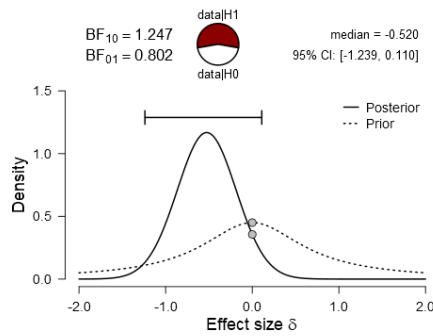 data|H1
BF10 = 1.247
BF01 = 0.802
data|H0
median = -0.520
95% CI: [-1.239, 0.110]
Posterior
Prior
Density
1.5
1.0
0.5
0.0
-2.0 -1.0 0.0 1.0 2.0
Effect size δ